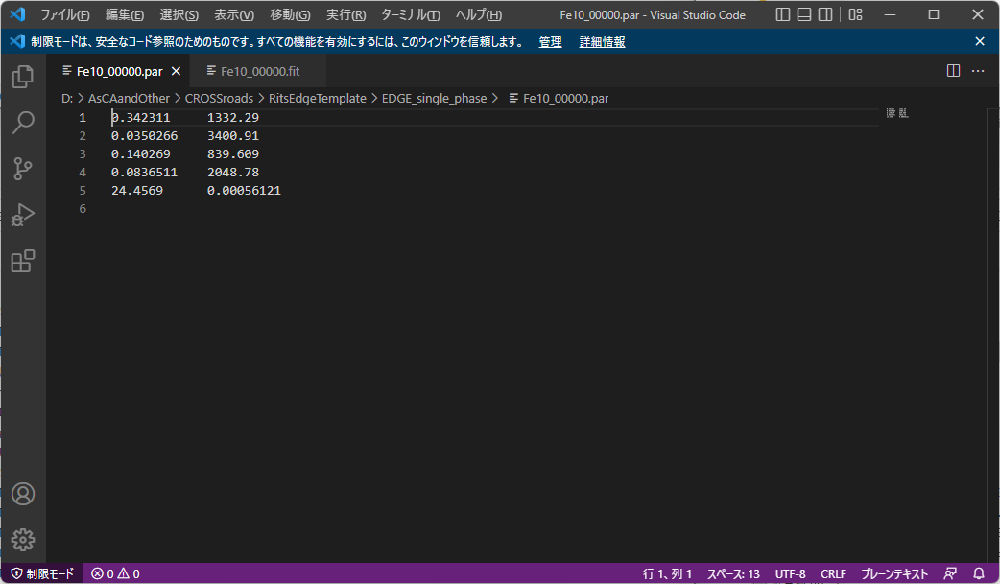 ファイル(F) 編集(E) 選択(S) 表示(V) 移動(G) 実行(R) ターミナル(T) ヘルプ(H) Fe10_00000.par - Visual Studio Code
制限モードは、安全なコード参照のためのものです。すべての機能を有効にするには、このウィンドウを信頼します。 管理 詳細情報
Fe10_00000.par Fe10_00000.fit
D: > AsCAandOther > CROSSroads > RitsEdgeTemplate > EDGE_single_phase > Fe10_00000.par
1 0.342311 1332.29
2 0.0350266 3400.91
3 0.140269 839.609
4 0.0836511 2048.78
5 24.4569 0.00056121
6
制限モード 0 0 行 1、列 1 スペース: 13 UTF-8 CRLF プレーンテキスト